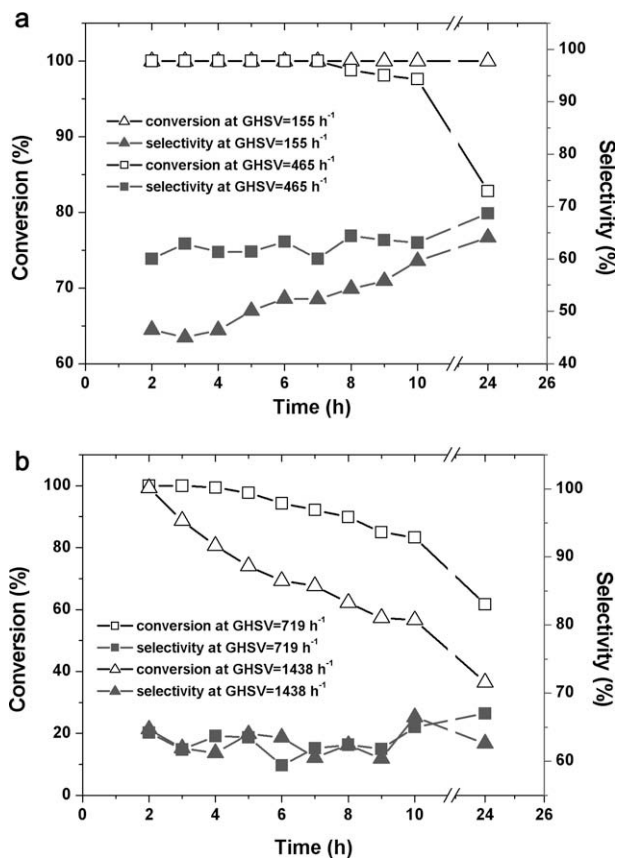 a
100
90
80
70
60
Conversion (%)
100
90
80
70
60
50
40
Selectivity (%)
conversion at GHSV=155 h⁻¹
selectivity at GHSV=155 h⁻¹
conversion at GHSV=465 h⁻¹
selectivity at GHSV=465 h⁻¹
0 2 4 6 8 10 24 26
Time (h)
b
100
80
60
40
20
0
Conversion (%)
100
90
80
70
60
Selectivity (%)
conversion at GHSV=719 h⁻¹
selectivity at GHSV=719 h⁻¹
conversion at GHSV=1438 h⁻¹
selectivity at GHSV=1438 h⁻¹
0 2 4 6 8 10 24 26
Time (h)